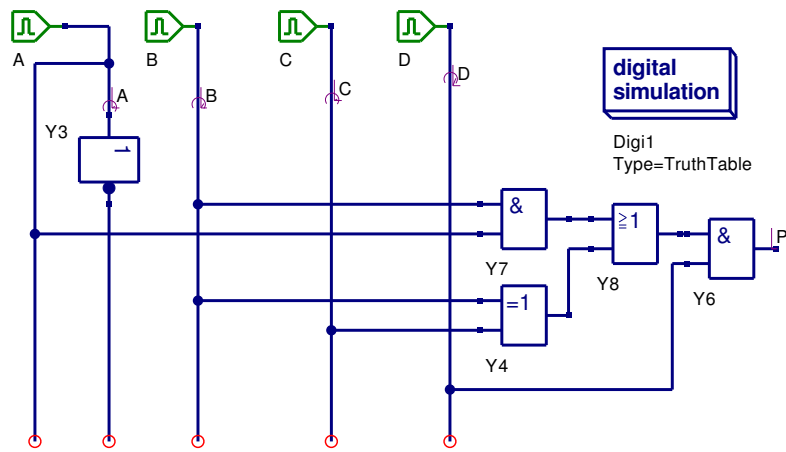 A
B
C
D
A
B
C
D
digital
simulation
Digi1
Type=TruthTable
Y3
1
&
Y7
≧1
Y8
&
Y6
P
=1
Y4